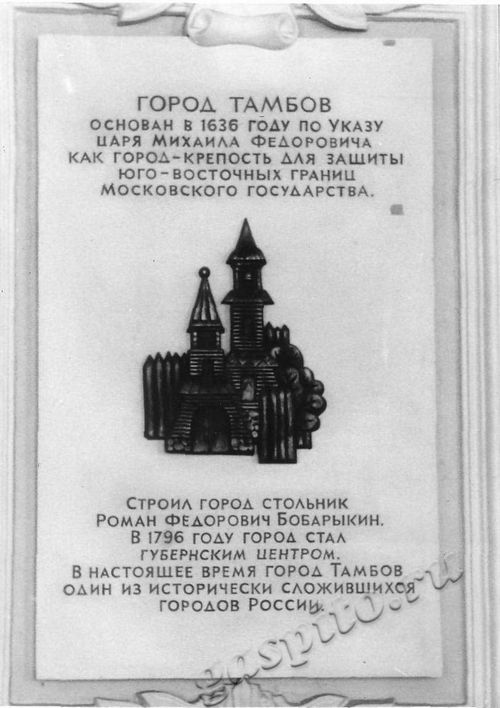 ГОРОД ТАМБОВ
ОСНОВАН В 1636 ГОДУ ПО УКАЗУ
ЦАРЯ МИХАИЛА ФЕДОРОВИЧА
КАК ГОРОД-КРЕПОСТЬ ДЛЯ ЗАЩИТЫ
ЮГО-ВОСТОЧНЫХ ГРАНИЦ
МОСКОВСКОГО ГОСУДАРСТВА.
СТРОИЛ ГОРОД СТОЛЬНИК
РОМАН ФЕДОРОВИЧ БОБАРЫКИН.
В 1796 ГОДУ ГОРОД СТАЛ
ГУБЕРНСКИМ ЦЕНТРОМ.
В НАСТОЯЩЕЕ ВРЕМЯ ГОРОД ТАМБОВ
ОДИН ИЗ ИСТОРИЧЕСКИ СЛОЖИВШИХСЯ
ГОРОДОВ РОССИИ.
gaspito.ru